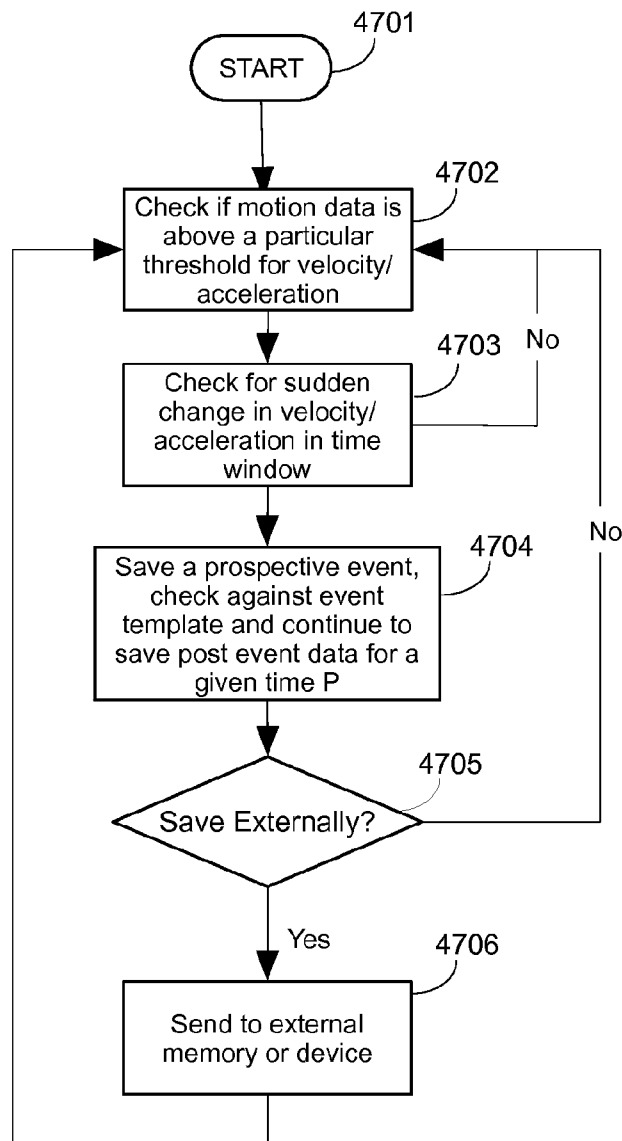 4701
START
4702
Check if motion data is
above a particular
threshold for velocity/
acceleration
4703
No
Check for sudden
change in velocity/
acceleration in time
window
No
4704
Save a prospective event,
check against event
template and continue to
save post event data for a
given time P
4705
Save Externally?
Yes
4706
Send to external
memory or device